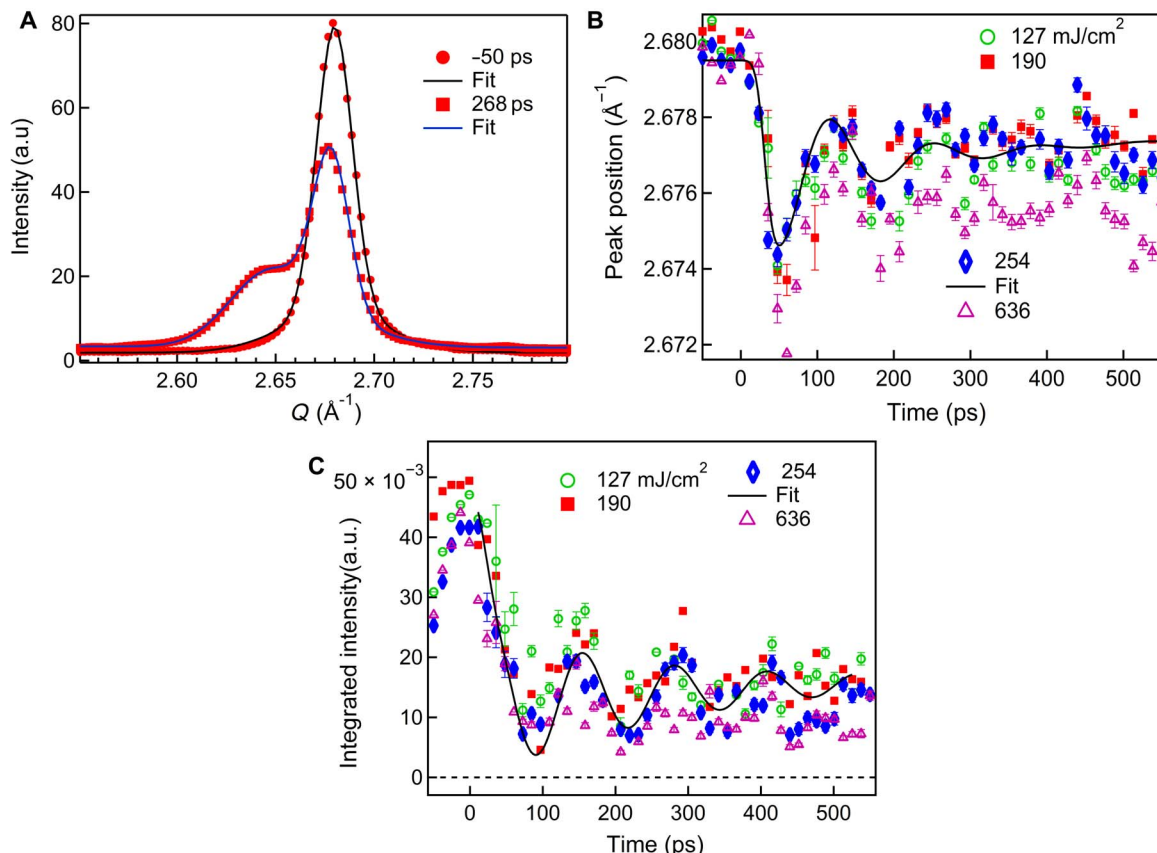 A
80
60
40
20
0
Intensity(a.u)
–50 ps
Fit
268 ps
Fit
2.60
2.65
2.70
2.75
Q (Å⁻¹)
B
2.680
2.678
2.676
2.674
2.672
Peak position (Å⁻¹)
127 mJ/cm²
190
254
Fit
636
0
100
200
300
400
500
Time (ps)
C
50 × 10⁻³
40
30
20
10
0
Integrated intensity(a.u.)
127 mJ/cm²
190
254
Fit
636
0
100
200
300
400
500
Time (ps)